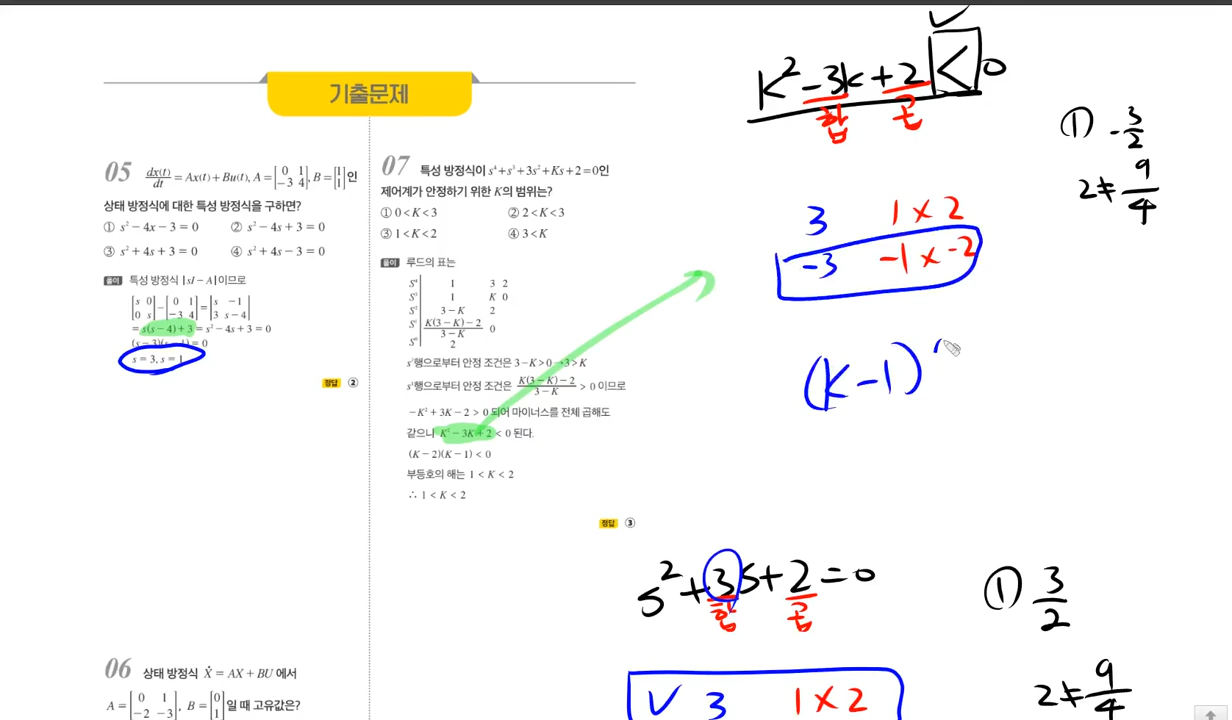 기출문제
05 dx(t)/dt = Ax(t) + Bu(t), A = [0 1; -3 4], B = [1; 1]인
상태 방정식에 대한 특성 방정식을 구하면?
① s² - 4x - 3 = 0 ② s² - 4s + 3 = 0
③ s² + 4s + 3 = 0 ④ s² + 4s - 3 = 0
풀이 특성 방정식 |sI - A|이므로
|s 0; 0 s| - |0 1; -3 4| = |s -1; 3 s-4|
= s(s-4)+3 = s² - 4s + 3 = 0
(s-3)(s-1) = 0
s = 3, s = 1
정답 ②
06 상태 방정식 Ẋ = AX + BU 에서
A = [0 1; -2 -3], B = [0; 1]일 때 고유값은?
07 특성 방정식이 s⁴+s³+3s²+Ks+2=0인
제어계가 안정하기 위한 K의 범위는?
① 0 < K < 3 ② 2 < K < 3
③ 1 < K < 2 ④ 3 < K
풀이 루드의 표는
S⁴ 1 3 2
S³ 1 K 0
S² 3-K 2
S¹ K(3-K)-2/3-K 0
S⁰ 2
s²행으로부터 안정 조건은 3-K>0→3>K
s¹행으로부터 안정 조건은 K(3-K)-2/3-K > 0 이므로
-K² + 3K - 2 > 0 되어 마이너스를 전체 곱해도
같으니 K² - 3K + 2 < 0 된다.
(K-2)(K-1) < 0
부등호의 해는 1 < K < 2
∴ 1 < K < 2
정답 ③
K² - 3K + 2 < 0
합 곱
3 1 × 2
-3 -1 × -2
(K-1)
① -3/2
2 ≠ 9/4
s² + 3s + 2 = 0
합 곱
✓ 3 1 × 2
① 3/2
2 ≠ 9/4